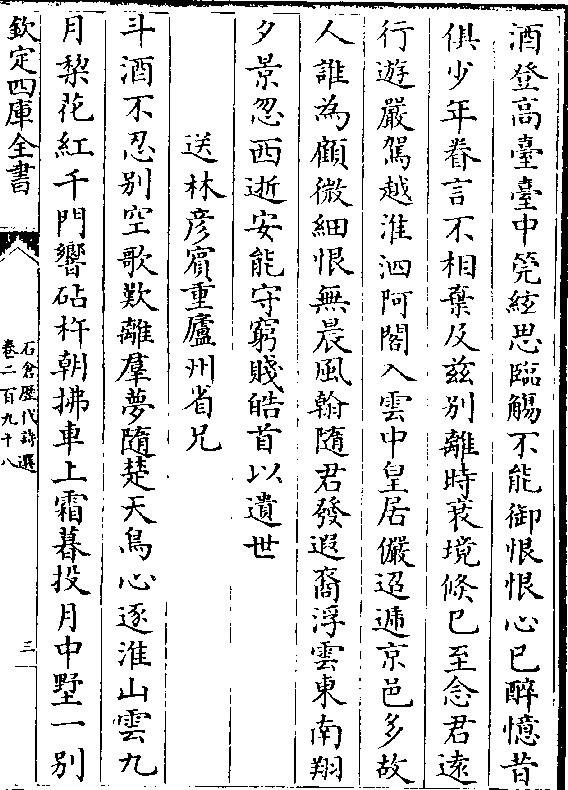 酒登高臺臺中筦絃思臨觴不能御恨恨心已醉憶昔
俱少年眷言不相棄及茲别離時衰境倐已至念君逺
行遊嚴駕越淮泗阿閣入雲中皇居儼迢逓京邑多故
人誰為顧微細恨無晨風翰隨君發遐裔浮雲東南翔
夕景忽西逝安能守窮賤皓首以遺世
送林彦賔重廬州省兄
斗酒不忍别空歌歎離羣夢隨楚天鳥心逐淮山雲九
月棃花紅千門響砧杵朝拂車上霜暮投月中墅一别
欽定四庫全書
石倉歴代詩選
卷二百九十八
三